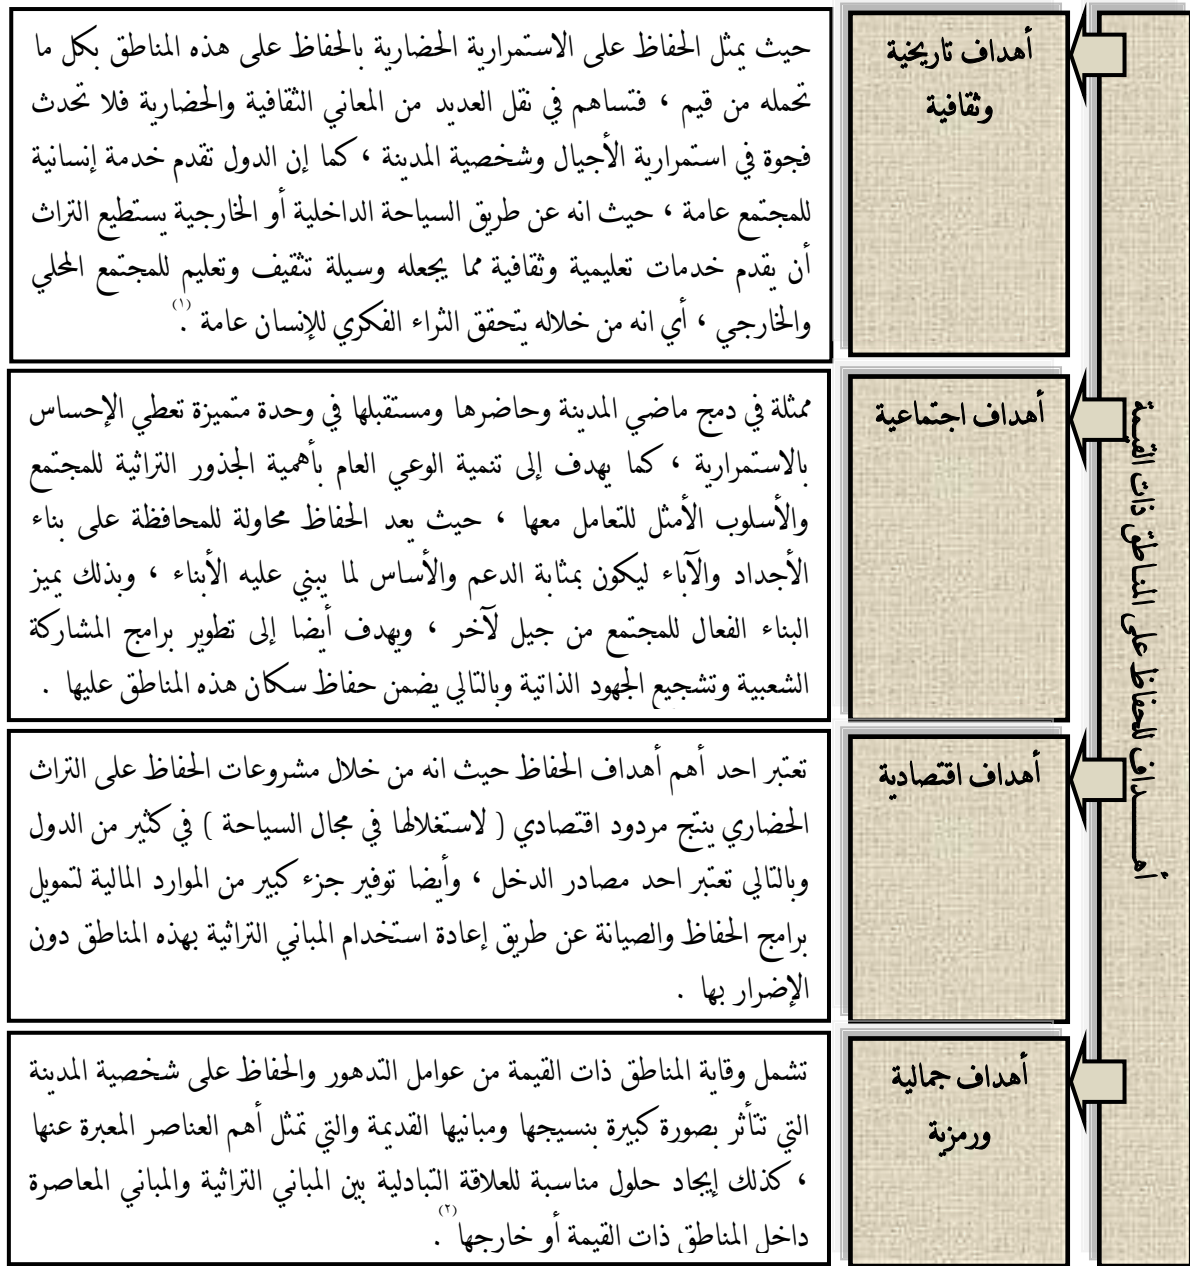 أهـــــداف للحفاظ على المناطق ذات القيمة
أهداف تاريخية
وثقافية
حيث يمثل الحفاظ على الاستمرارية الحضارية بالحفاظ على هذه المناطق بكل ما
تحمله من قيم ، فتساهم في نقل العديد من المعاني الثقافية والحضارية فلا تحدث
فجوة في استمرارية الأجيال وشخصية المدينة ، كما إن الدول تقدم خدمة إنسانية
للمجتمع عامة ، حيث انه عن طريق السياحة الداخلية أو الخارجية يستطيع التراث
أن يقدم خدمات تعليمية وثقافية مما يجعله وسيلة تثقيف وتعليم للمجتمع المحلي
والخارجي ، أي انه من خلاله يتحقق الثراء الفكري للإنسان عامة (١).
أهداف اجتماعية
ممثلة في دمج ماضي المدينة وحاضرها ومستقبلها في وحدة متميزة تعطي الإحساس
بالاستمرارية ، كما يهدف إلى تنمية الوعي العام بأهمية الجذور التراثية للمجتمع
والأسلوب الأمثل للتعامل معها ، حيث يعد الحفاظ محاولة للمحافظة على بناء
الأجداد والآباء ليكون بمثابة الدعم والأساس لما يبني عليه الأبناء ، وبذلك يميز
البناء الفعال للمجتمع من جيل لآخر ، ويهدف أيضا إلى تطوير برامج المشاركة
الشعبية وتشجيع الجهود الذاتية وبالتالي يضمن حفاظ سكان هذه المناطق عليها .
أهداف اقتصادية
تعتبر احد أهم أهداف الحفاظ حيث انه من خلال مشروعات الحفاظ على التراث
الحضاري ينتج مردود اقتصادي ( لاستغلالها في مجال السياحة ) في كثير من الدول
وبالتالي تعتبر احد مصادر الدخل ، وأيضا توفير جزء كبير من الموارد المالية لتمويل
برامج الحفاظ والصيانة عن طريق إعادة استخدام المباني التراثية بهذه المناطق دون
الإضرار بها .
أهداف جمالية
ورمزية
تشمل وقاية المناطق ذات القيمة من عوامل التدهور والحفاظ على شخصية المدينة
التي تتأثر بصورة كبيرة بنسيجها ومبانيها القديمة والتي تمثل أهم العناصر المعبرة عنها
، كذلك إيجاد حلول مناسبة للعلاقة التبادلية بين المباني التراثية والمباني المعاصرة
داخل المناطق ذات القيمة أو خارجها(٢) .